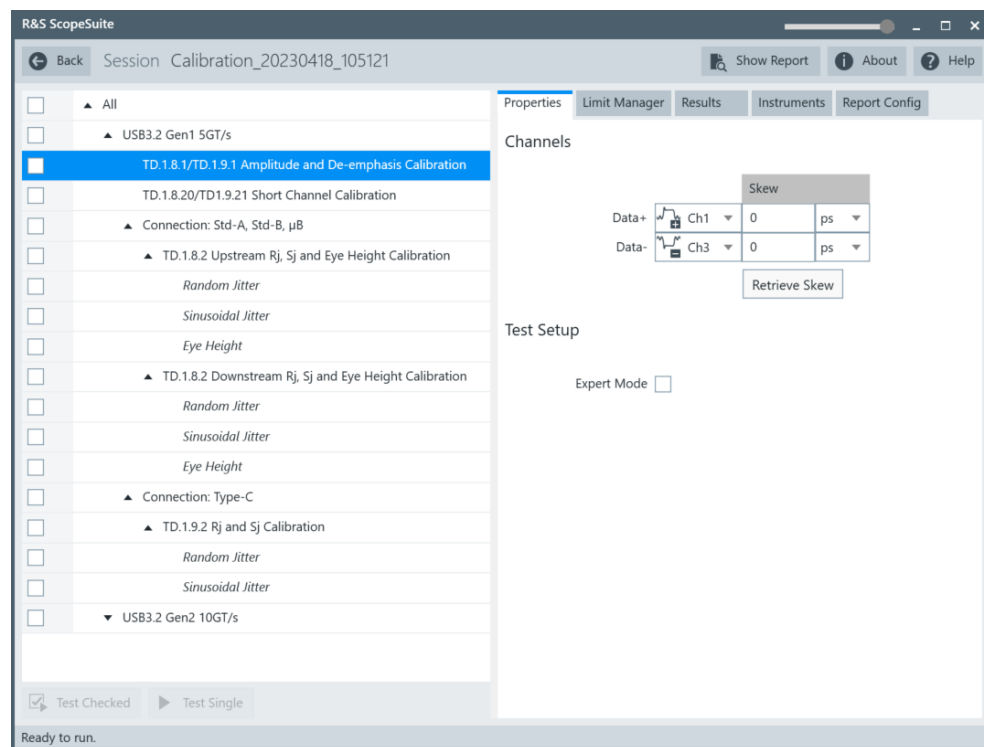 R&S ScopeSuite
Back Session Calibration_20230418_105121 Show Report About Help
All
USB3.2 Gen1 5GT/s
TD.1.8.1/TD.1.9.1 Amplitude and De-emphasis Calibration
TD.1.8.20/TD1.9.21 Short Channel Calibration
Connection: Std-A, Std-B, µB
TD.1.8.2 Upstream Rj, Sj and Eye Height Calibration
Random Jitter
Sinusoidal Jitter
Eye Height
TD.1.8.2 Downstream Rj, Sj and Eye Height Calibration
Random Jitter
Sinusoidal Jitter
Eye Height
Connection: Type-C
TD.1.9.2 Rj and Sj Calibration
Random Jitter
Sinusoidal Jitter
USB3.2 Gen2 10GT/s
Test Checked Test Single
Properties Limit Manager Results Instruments Report Config
Channels
Skew
Data+ Ch1 0 ps
Data- Ch3 0 ps
Retrieve Skew
Test Setup
Expert Mode
Ready to run.